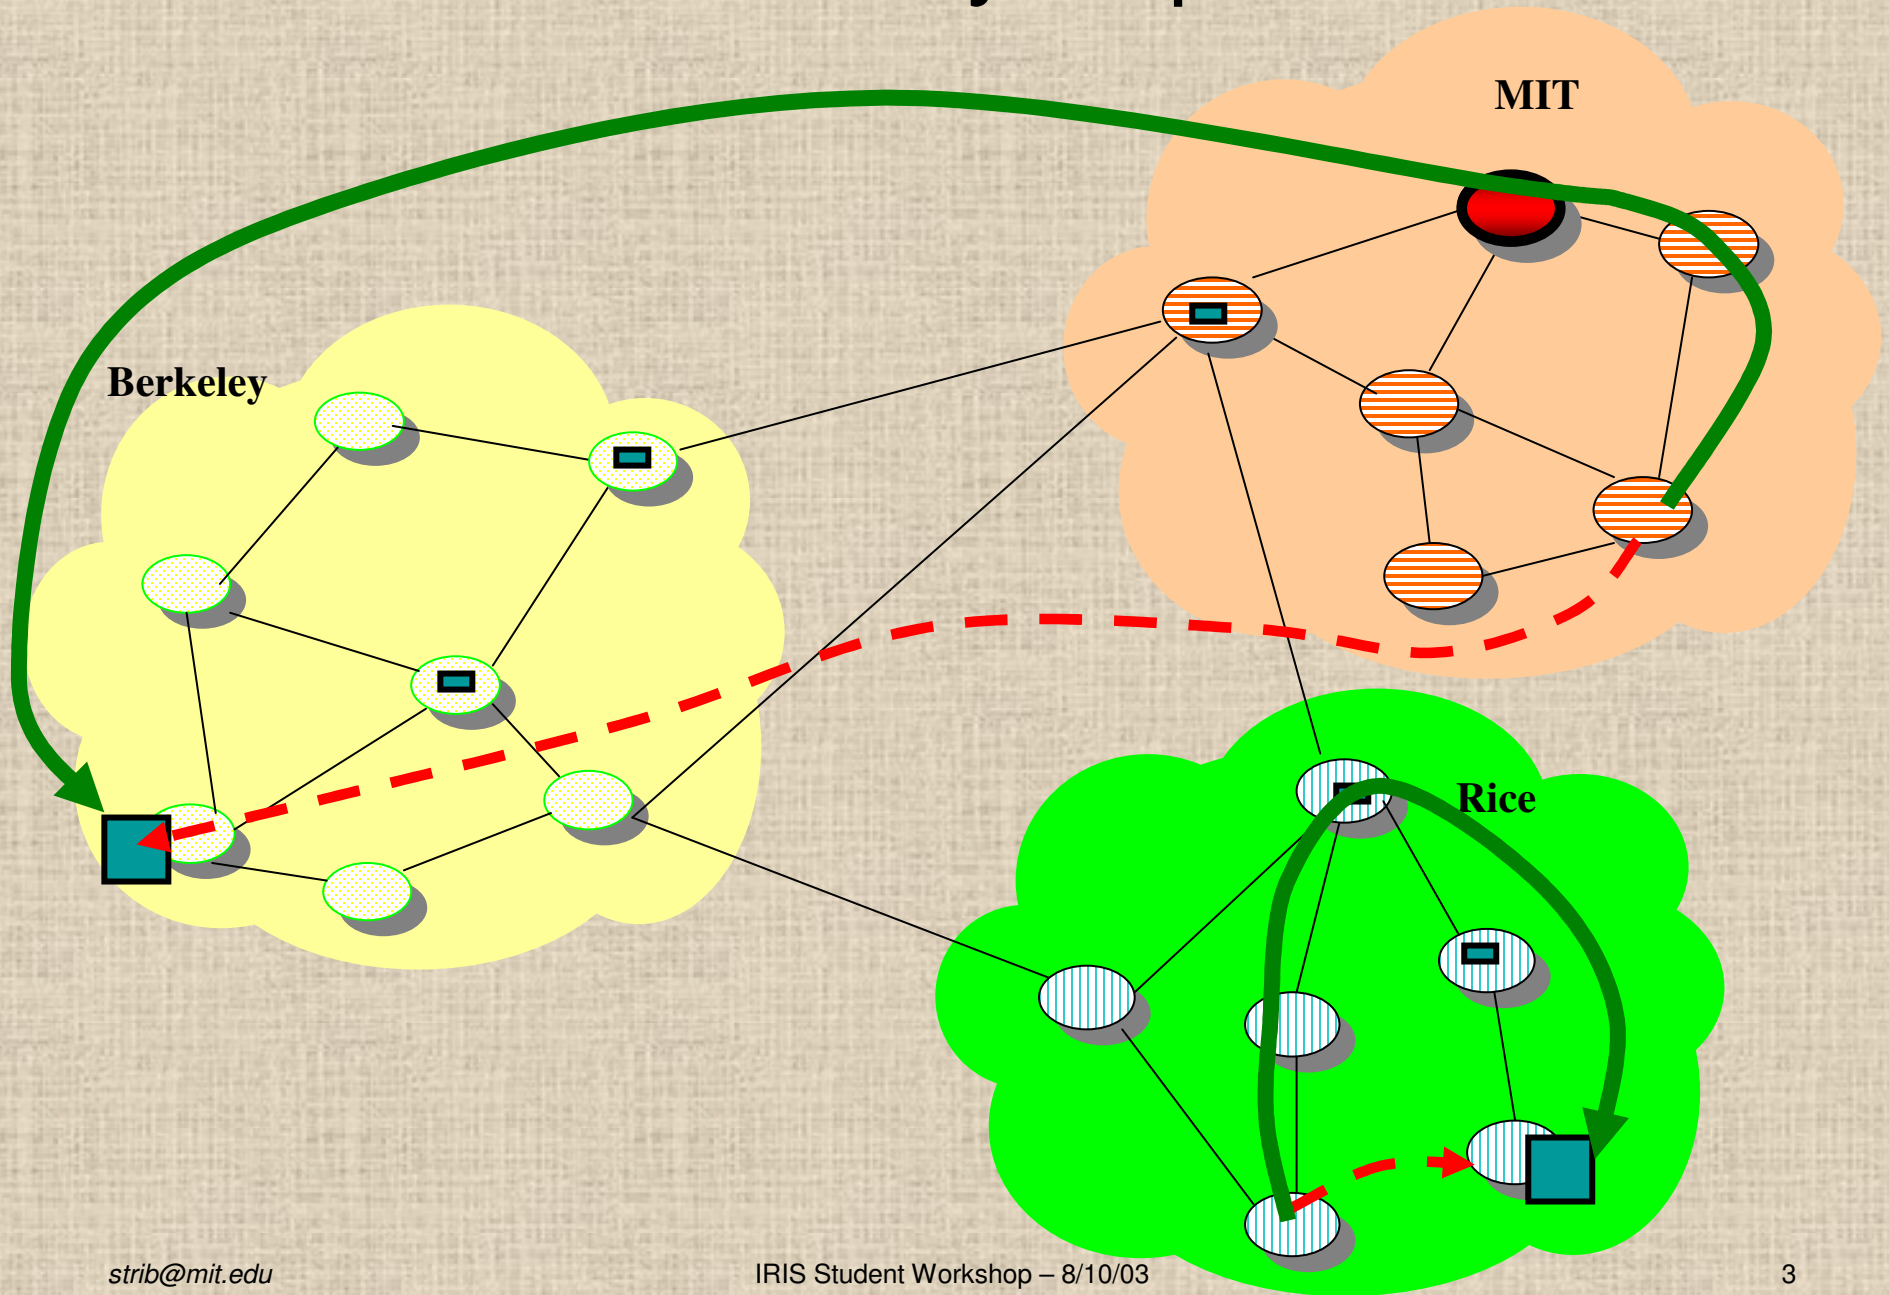 MIT
Berkeley
Rice
strib@mit.edu
IRIS Student Workshop – 8/10/03
3